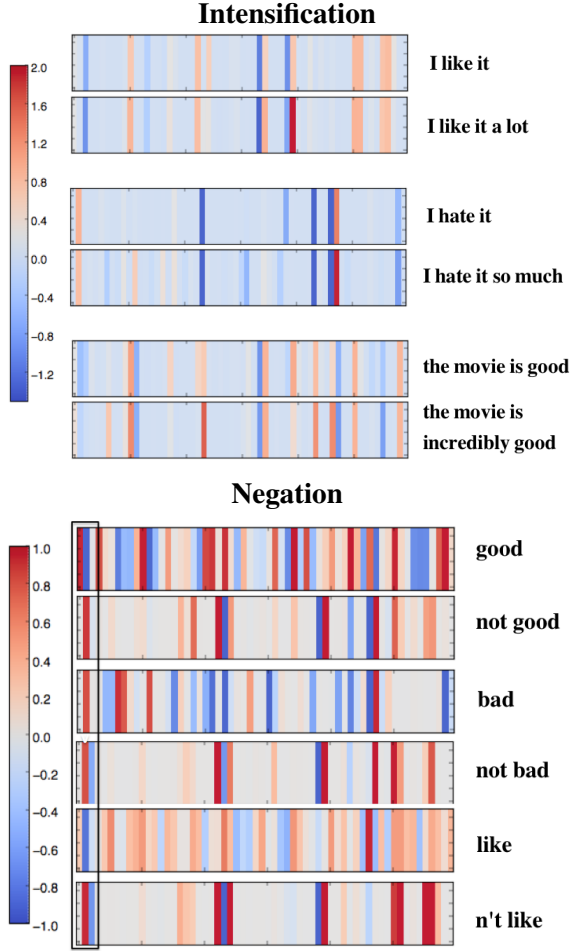 Intensification
2.0
1.6
1.2
0.8
0.4
0.0
−0.4
−0.8
−1.2
I like it
I like it a lot
I hate it
I hate it so much
the movie is good
the movie is
incredibly good
Negation
1.0
0.8
0.6
0.4
0.2
0.0
−0.2
−0.4
−0.6
−0.8
−1.0
good
not good
bad
not bad
like
n't like